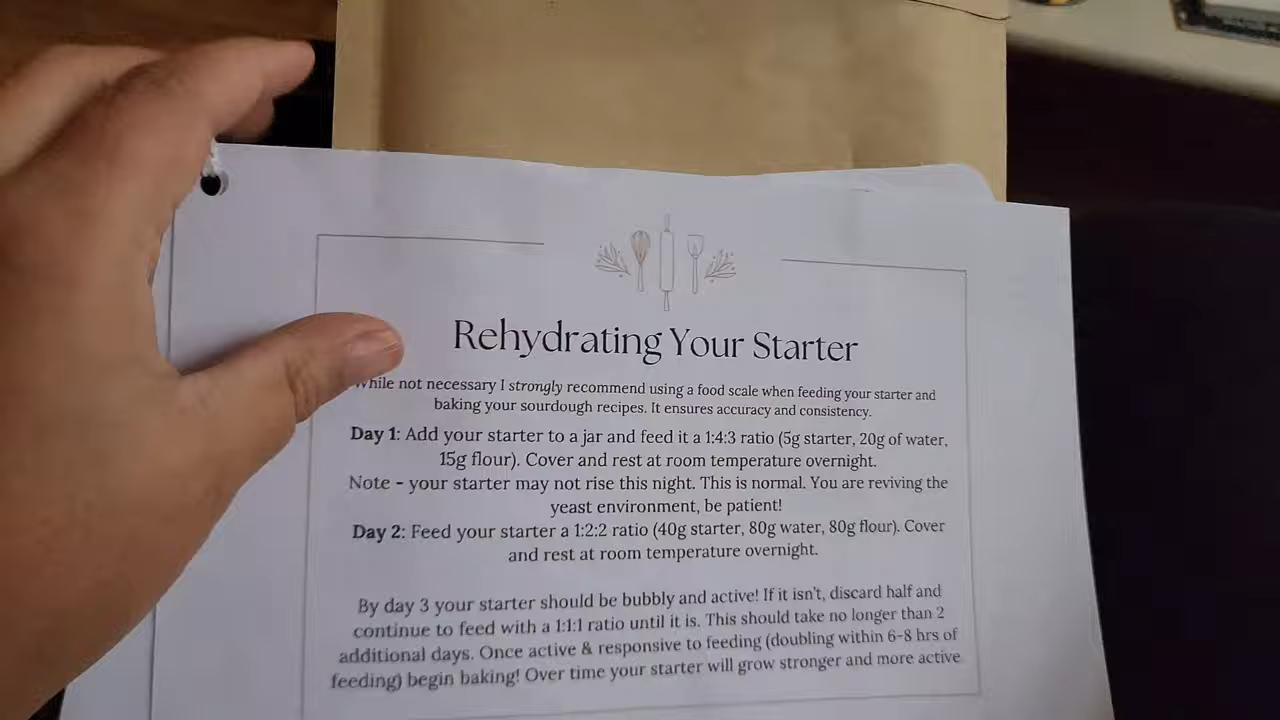 Rehydrating Your Starter
While not necessary I strongly recommend using a food scale when feeding your starter and
baking your sourdough recipes. It ensures accuracy and consistency.
Day 1: Add your starter to a jar and feed it a 1:4:3 ratio (5g starter, 20g of water,
15g flour). Cover and rest at room temperature overnight.
Note - your starter may not rise this night. This is normal. You are reviving the
yeast environment, be patient!
Day 2: Feed your starter a 1:2:2 ratio (40g starter, 80g water, 80g flour). Cover
and rest at room temperature overnight.
By day 3 your starter should be bubbly and active! If it isn't, discard half and
continue to feed with a 1:1:1 ratio until it is. This should take no longer than 2
additional days. Once active & responsive to feeding (doubling within 6-8 hrs of
feeding) begin baking! Over time your starter will grow stronger and more active